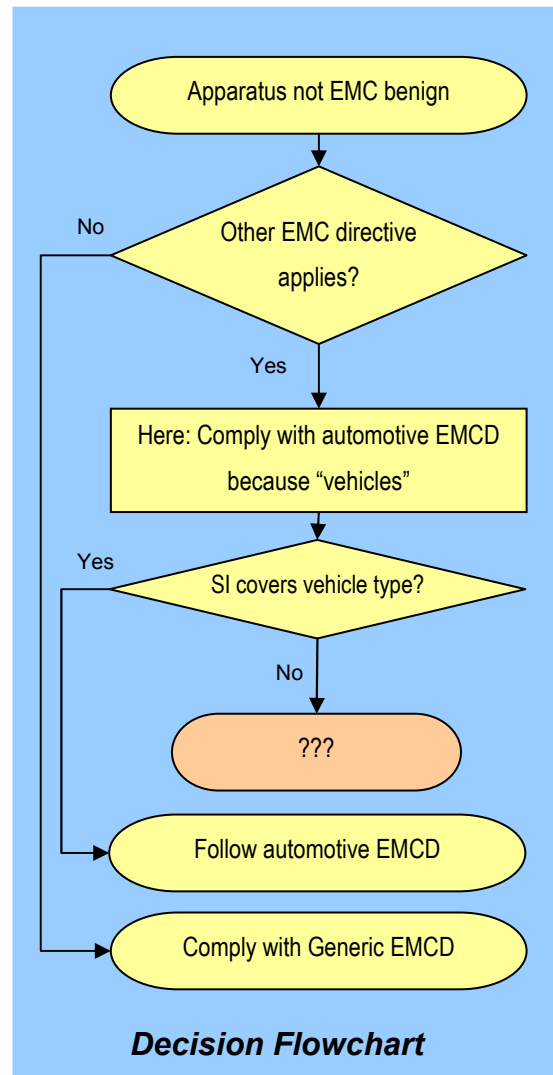 Apparatus not EMC benign
No
Other EMC directive
applies?
Yes
Here: Comply with automotive EMCD
because “vehicles”
Yes
SI covers vehicle type?
No
???
Follow automotive EMCD
Comply with Generic EMCD
Decision Flowchart